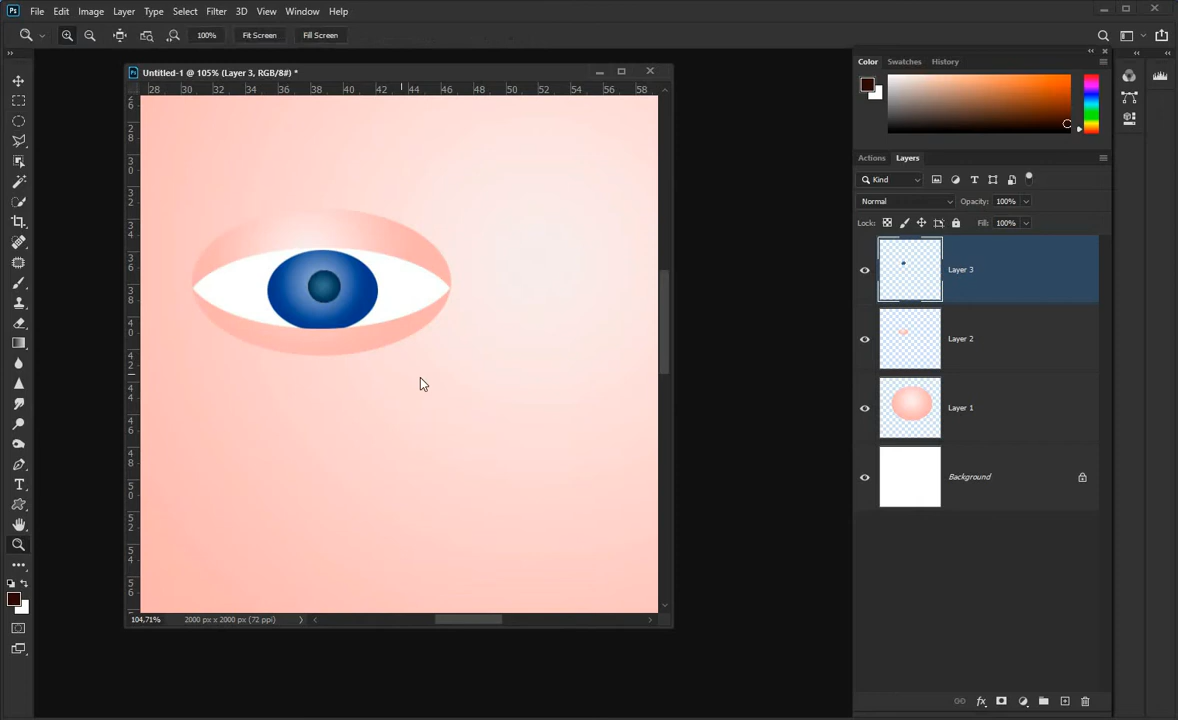 Ps File Edit Image Layer Type Select Filter 3D View Window Help
100% Fit Screen Fill Screen
Ps Untitled-1 @ 105% (Layer 3, RGB/8#) *
28 30 32 34 36 38 40 42 44 46 48 50 52 54 56 58
26
28
30
32
34
36
38
40
42
44
46
48
50
52
54
56
104,71% 2000 px x 2000 px (72 ppi)
Color Swatches History
Actions Layers
Kind
Normal Opacity: 100%
Lock: Fill: 100%
Layer 3
Layer 2
Layer 1
Background